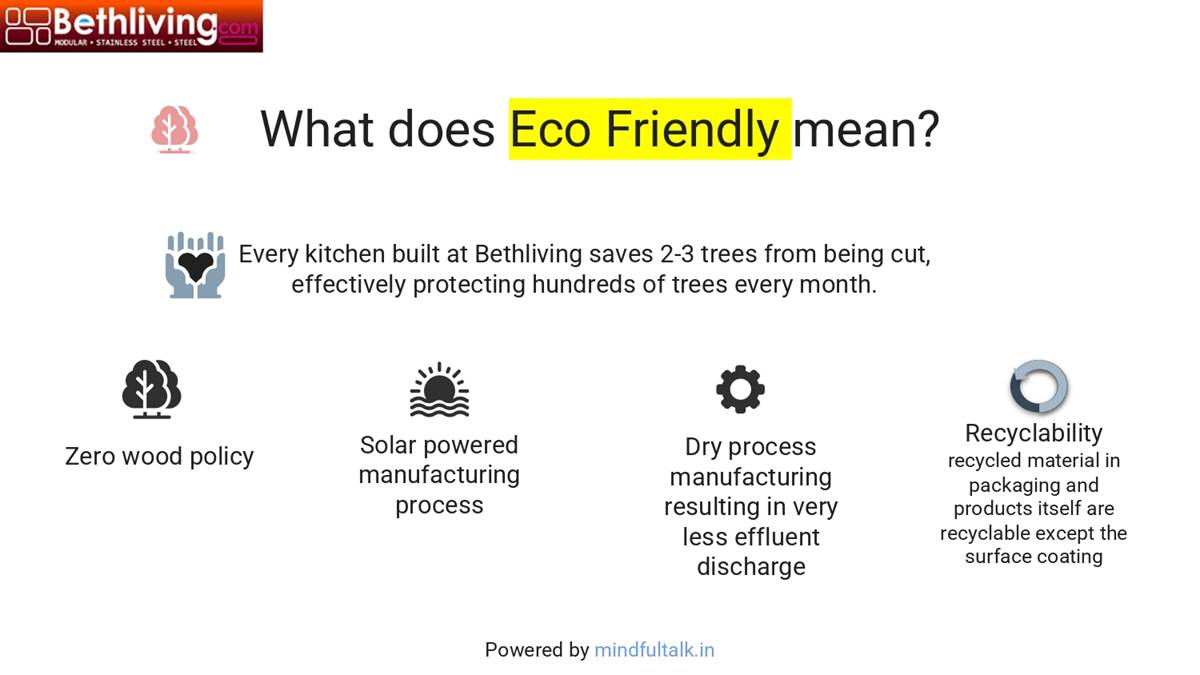 Bethliving.com
MODULAR • STAINLESS STEEL • STEEL
What does Eco Friendly mean?
Every kitchen built at Bethliving saves 2-3 trees from being cut,
effectively protecting hundreds of trees every month.
Zero wood policy
Solar powered
manufacturing
process
Dry process
manufacturing
resulting in very
less effluent
discharge
Recyclability
recycled material in
packaging and
products itself are
recyclable except the
surface coating
Powered by mindfultalk.in